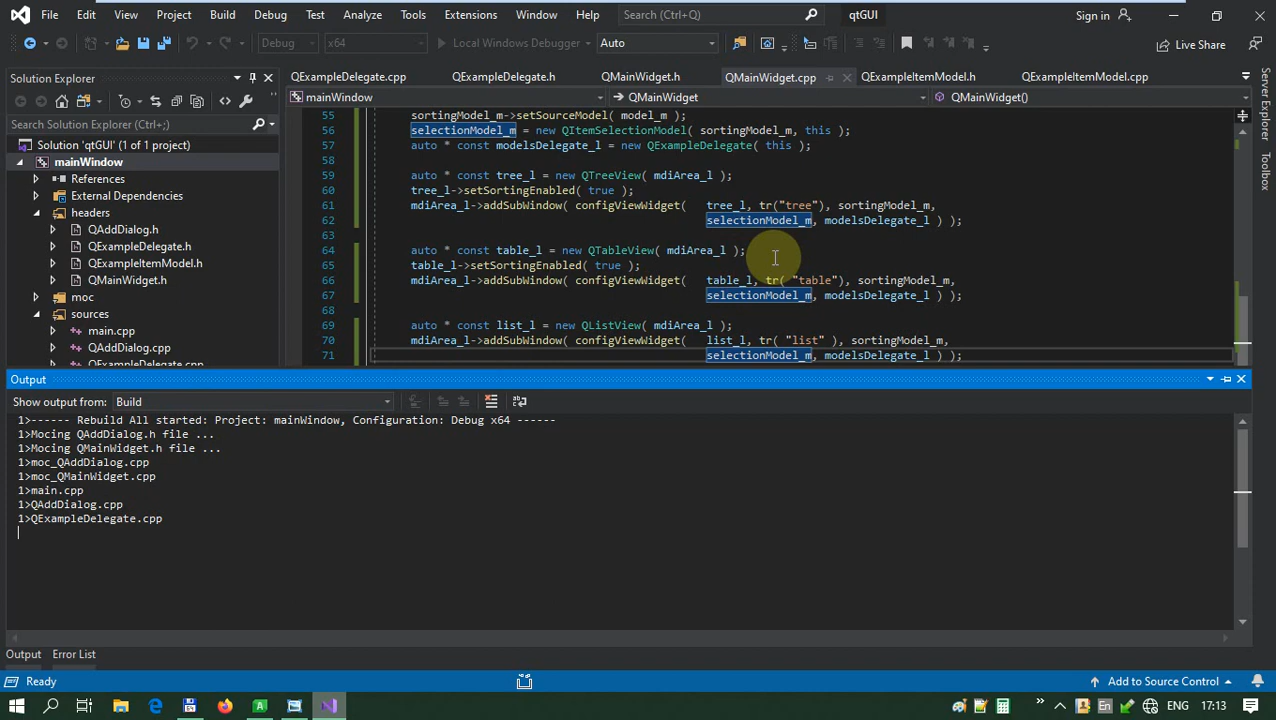 File Edit View Project Build Debug Test Analyze Tools Extensions Window Help Search (Ctrl+Q) qtGUI Sign in
Debug x64 Local Windows Debugger Auto Live Share
Solution Explorer
Search Solution Explorer (Ctrl+;)
Solution 'qtGUI' (1 of 1 project)
mainWindow
References
External Dependencies
headers
QAddDialog.h
QExampleDelegate.h
QExampleItemModel.h
QMainWidget.h
moc
sources
main.cpp
QAddDialog.cpp
QExampleDelegate.cpp
QExampleDelegate.cpp QExampleDelegate.h QMainWidget.h QMainWidget.cpp QExampleItemModel.h QExampleItemModel.cpp
mainWindow QMainWidget QMainWidget()
55 sortingModel_m->setSourceModel( model_m );
56 selectionModel_m = new QItemSelectionModel( sortingModel_m, this );
57 auto * const modelsDelegate_l = new QExampleDelegate( this );
58
59 auto * const tree_l = new QTreeView( mdiArea_l );
60 tree_l->setSortingEnabled( true );
61 mdiArea_l->addSubWindow( configViewWidget( tree_l, tr("tree"), sortingModel_m,
62 selectionModel_m, modelsDelegate_l ) );
63
64 auto * const table_l = new QTableView( mdiArea_l );
65 table_l->setSortingEnabled( true );
66 mdiArea_l->addSubWindow( configViewWidget( table_l, tr( "table"), sortingModel_m,
67 selectionModel_m, modelsDelegate_l ) );
68
69 auto * const list_l = new QListView( mdiArea_l );
70 mdiArea_l->addSubWindow( configViewWidget( list_l, tr( "list" ), sortingModel_m,
71 selectionModel_m, modelsDelegate_l ) );
Server Explorer
Toolbox
Output
Show output from: Build
1>------ Rebuild All started: Project: mainWindow, Configuration: Debug x64 ------
1>Mocing QAddDialog.h file ...
1>Mocing QMainWidget.h file ...
1>moc_QAddDialog.cpp
1>moc_QMainWidget.cpp
1>main.cpp
1>QAddDialog.cpp
1>QExampleDelegate.cpp
Output Error List
Ready Add to Source Control
En ENG 17:13